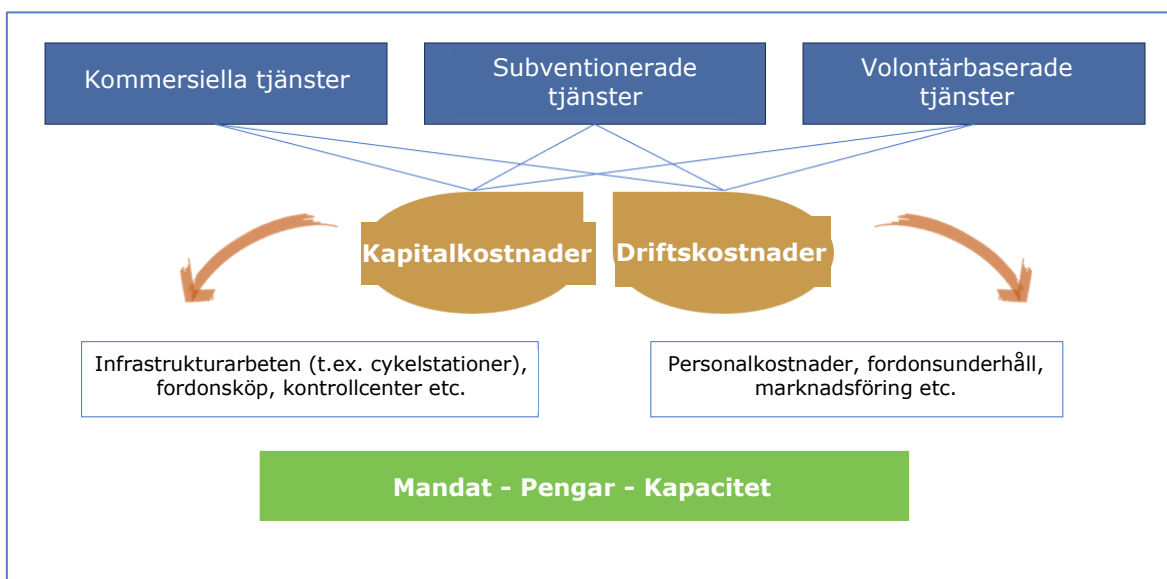 Kommersiella tjänster
Subventionerade
tjänster
Volontärbaserade
tjänster
Kapitalkostnader
Driftskostnader
Infrastrukturarbeten (t.ex. cykelstationer),
fordonsköp, kontrollcenter etc.
Personalkostnader, fordonsunderhåll,
marknadsföring etc.
Mandat - Pengar - Kapacitet